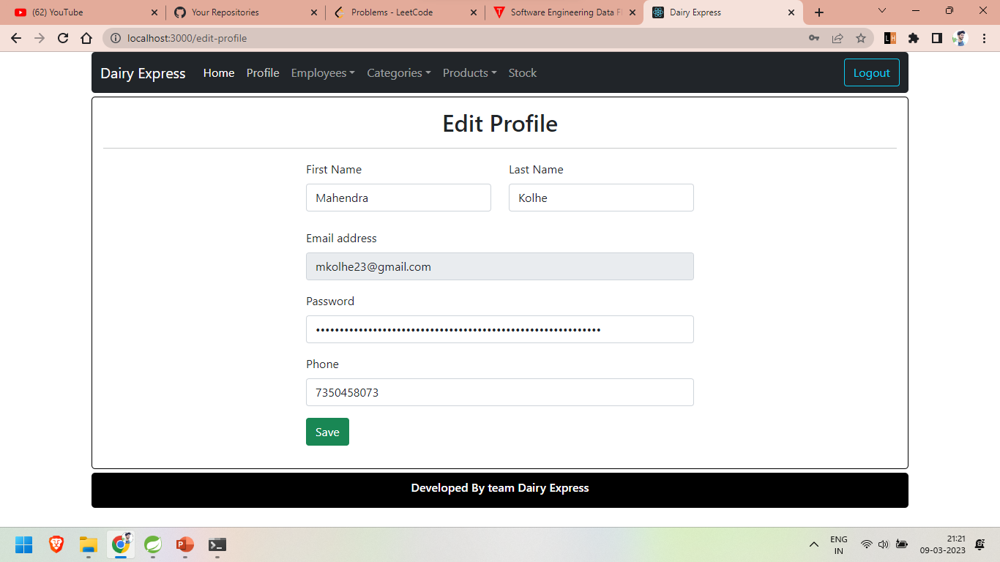 (62) YouTube
Your Repositories
Problems - LeetCode
Software Engineering Data Fl
Dairy Express
localhost:3000/edit-profile
LH
Dairy Express Home Profile Employees Categories Products Stock Logout
Edit Profile
First Name Last Name
Mahendra Kolhe
Email address
mkolhe23@gmail.com
Password
Phone
7350458073
Save
Developed By team Dairy Express
ENG 21:21
IN 09-03-2023